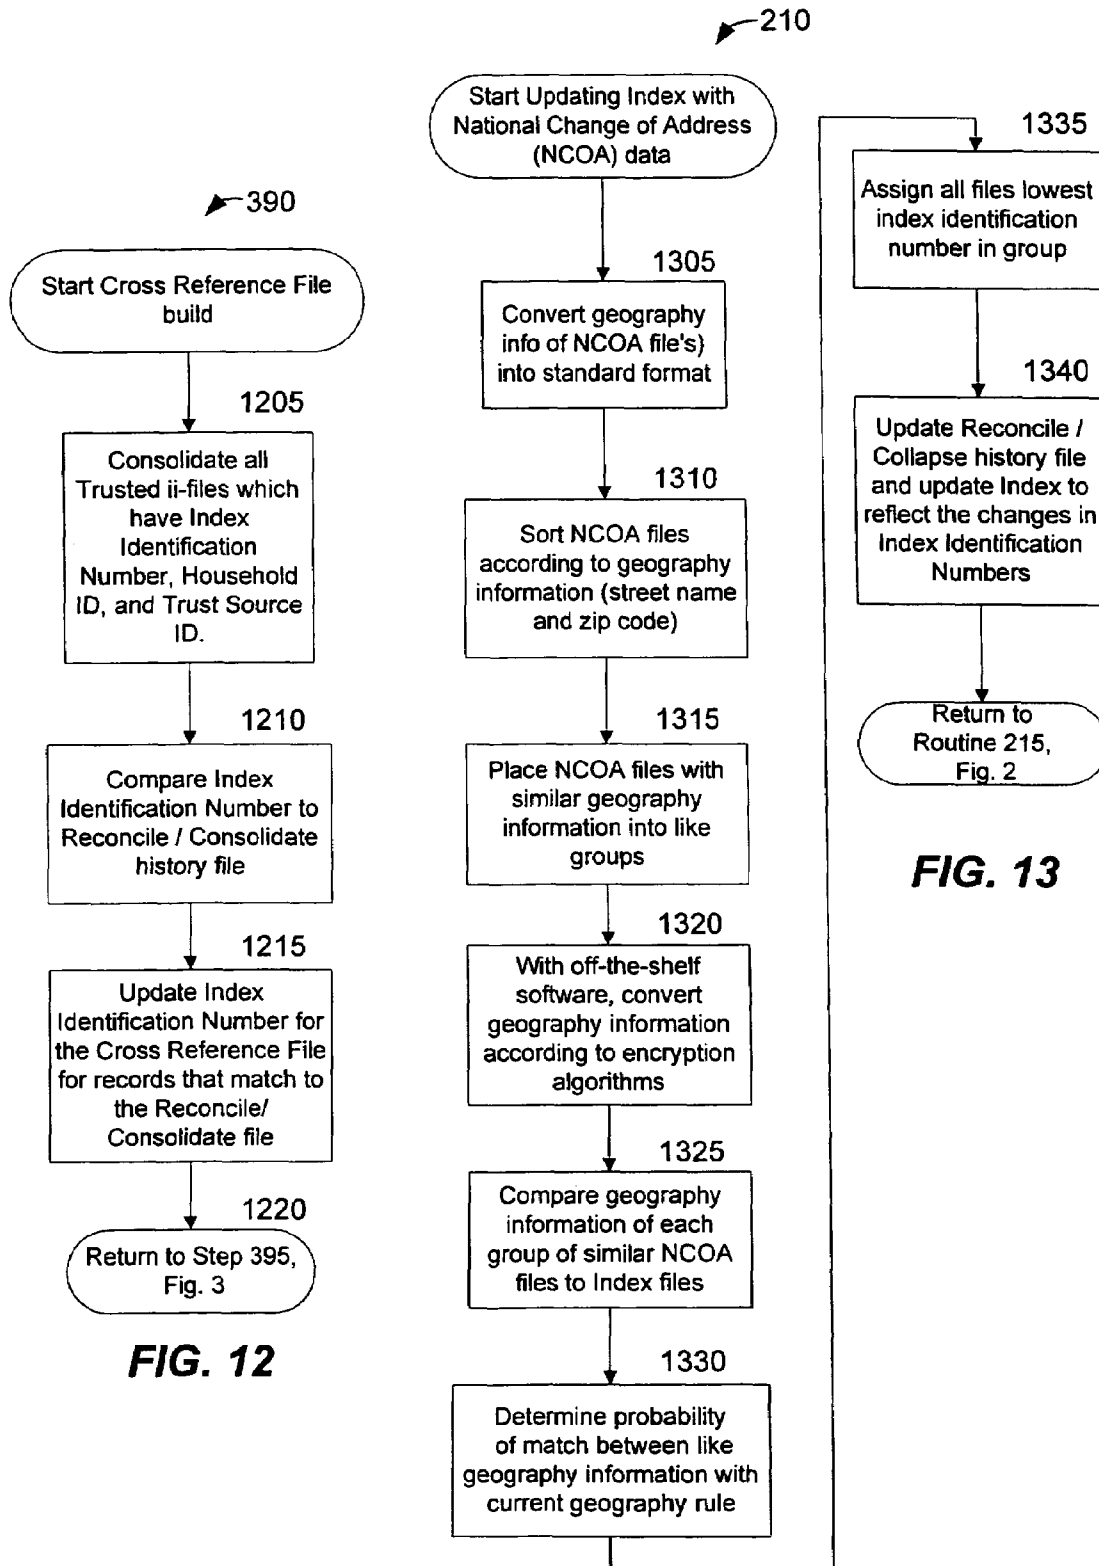 390
Start Cross Reference File
build
1205
Consolidate all
Trusted ii-files which
have Index
Identification
Number, Household
ID, and Trust Source
ID.
1210
Compare Index
Identification Number to
Reconcile / Consolidate
history file
1215
Update Index
Identification Number for
the Cross Reference File
for records that match to
the Reconcile/
Consolidate file
1220
Return to Step 395,
Fig. 3
FIG. 12
210
Start Updating Index with
National Change of Address
(NCOA) data
1305
Convert geography
info of NCOA file's)
into standard format
1310
Sort NCOA files
according to geography
information (street name
and zip code)
1315
Place NCOA files with
similar geography
information into like
groups
1320
With off-the-shelf
software, convert
geography information
according to encryption
algorithms
1325
Compare geography
information of each
group of similar NCOA
files to Index files
1330
Determine probability
of match between like
geography information with
current geography rule
1335
Assign all files lowest
index identification
number in group
1340
Update Reconcile /
Collapse history file
and update Index to
reflect the changes in
Index Identification
Numbers
Return to
Routine 215,
Fig. 2
FIG. 13